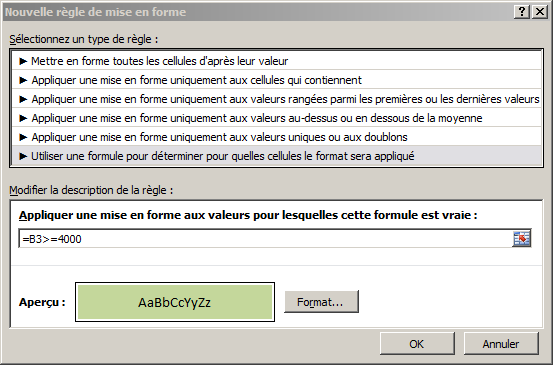 Nouvelle règle de mise en forme
Sélectionnez un type de règle :
► Mettre en forme toutes les cellules d'après leur valeur
► Appliquer une mise en forme uniquement aux cellules qui contiennent
► Appliquer une mise en forme uniquement aux valeurs rangées parmi les premières ou les dernières valeurs
► Appliquer une mise en forme uniquement aux valeurs au-dessus ou en dessous de la moyenne
► Appliquer une mise en forme uniquement aux valeurs uniques ou aux doublons
► Utiliser une formule pour déterminer pour quelles cellules le format sera appliqué
Modifier la description de la règle :
Appliquer une mise en forme aux valeurs pour lesquelles cette formule est vraie :
=B3>=4000
Aperçu :
AaBbCcYyZz
Format...
OK
Annuler